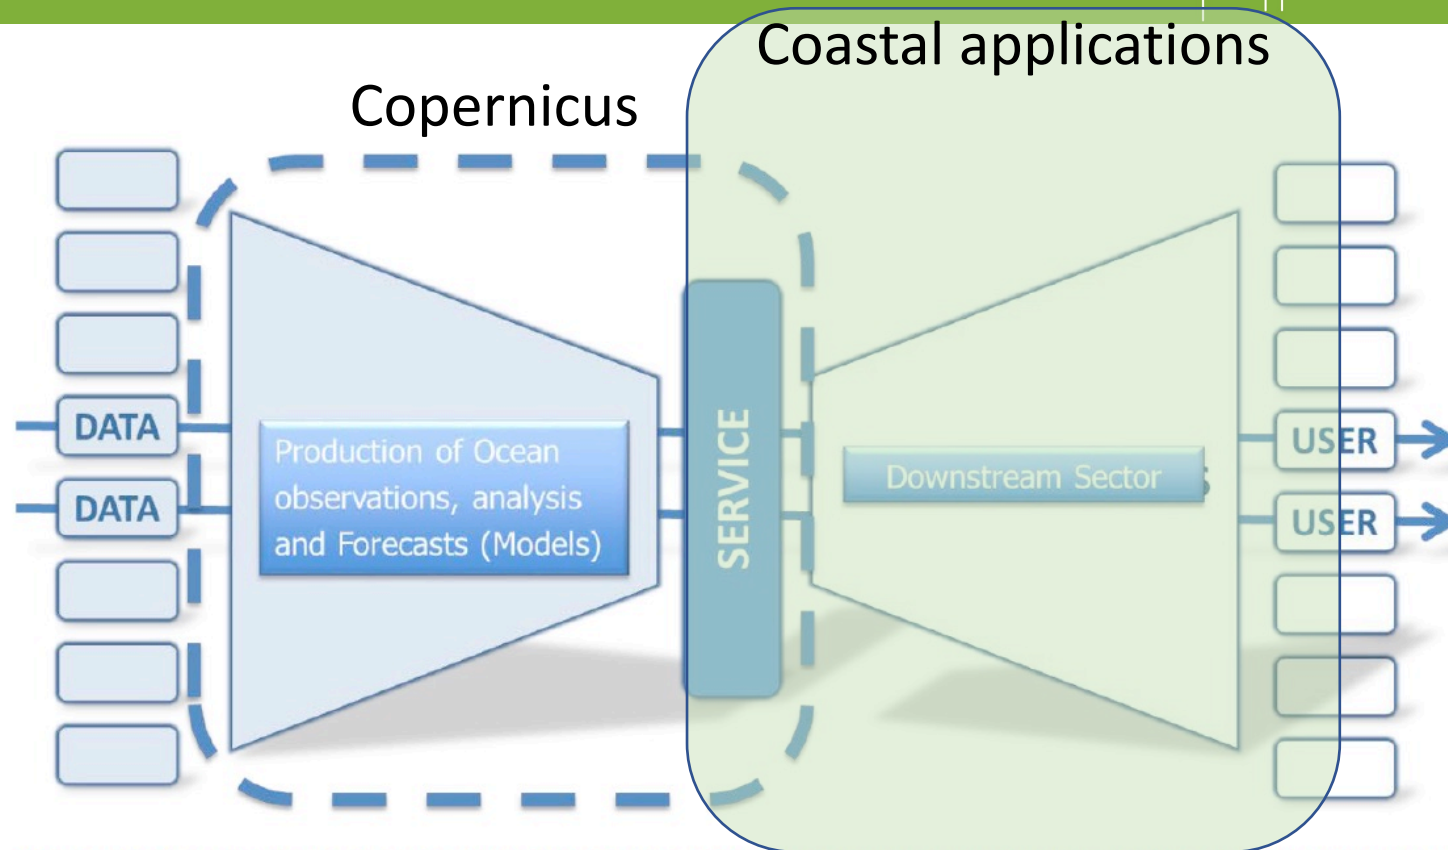 Coastal applications
Copernicus
DATA
DATA
Production of Ocean
observations, analysis
and Forecasts (Models)
SERVICE
Downstream Sector
USER
USER